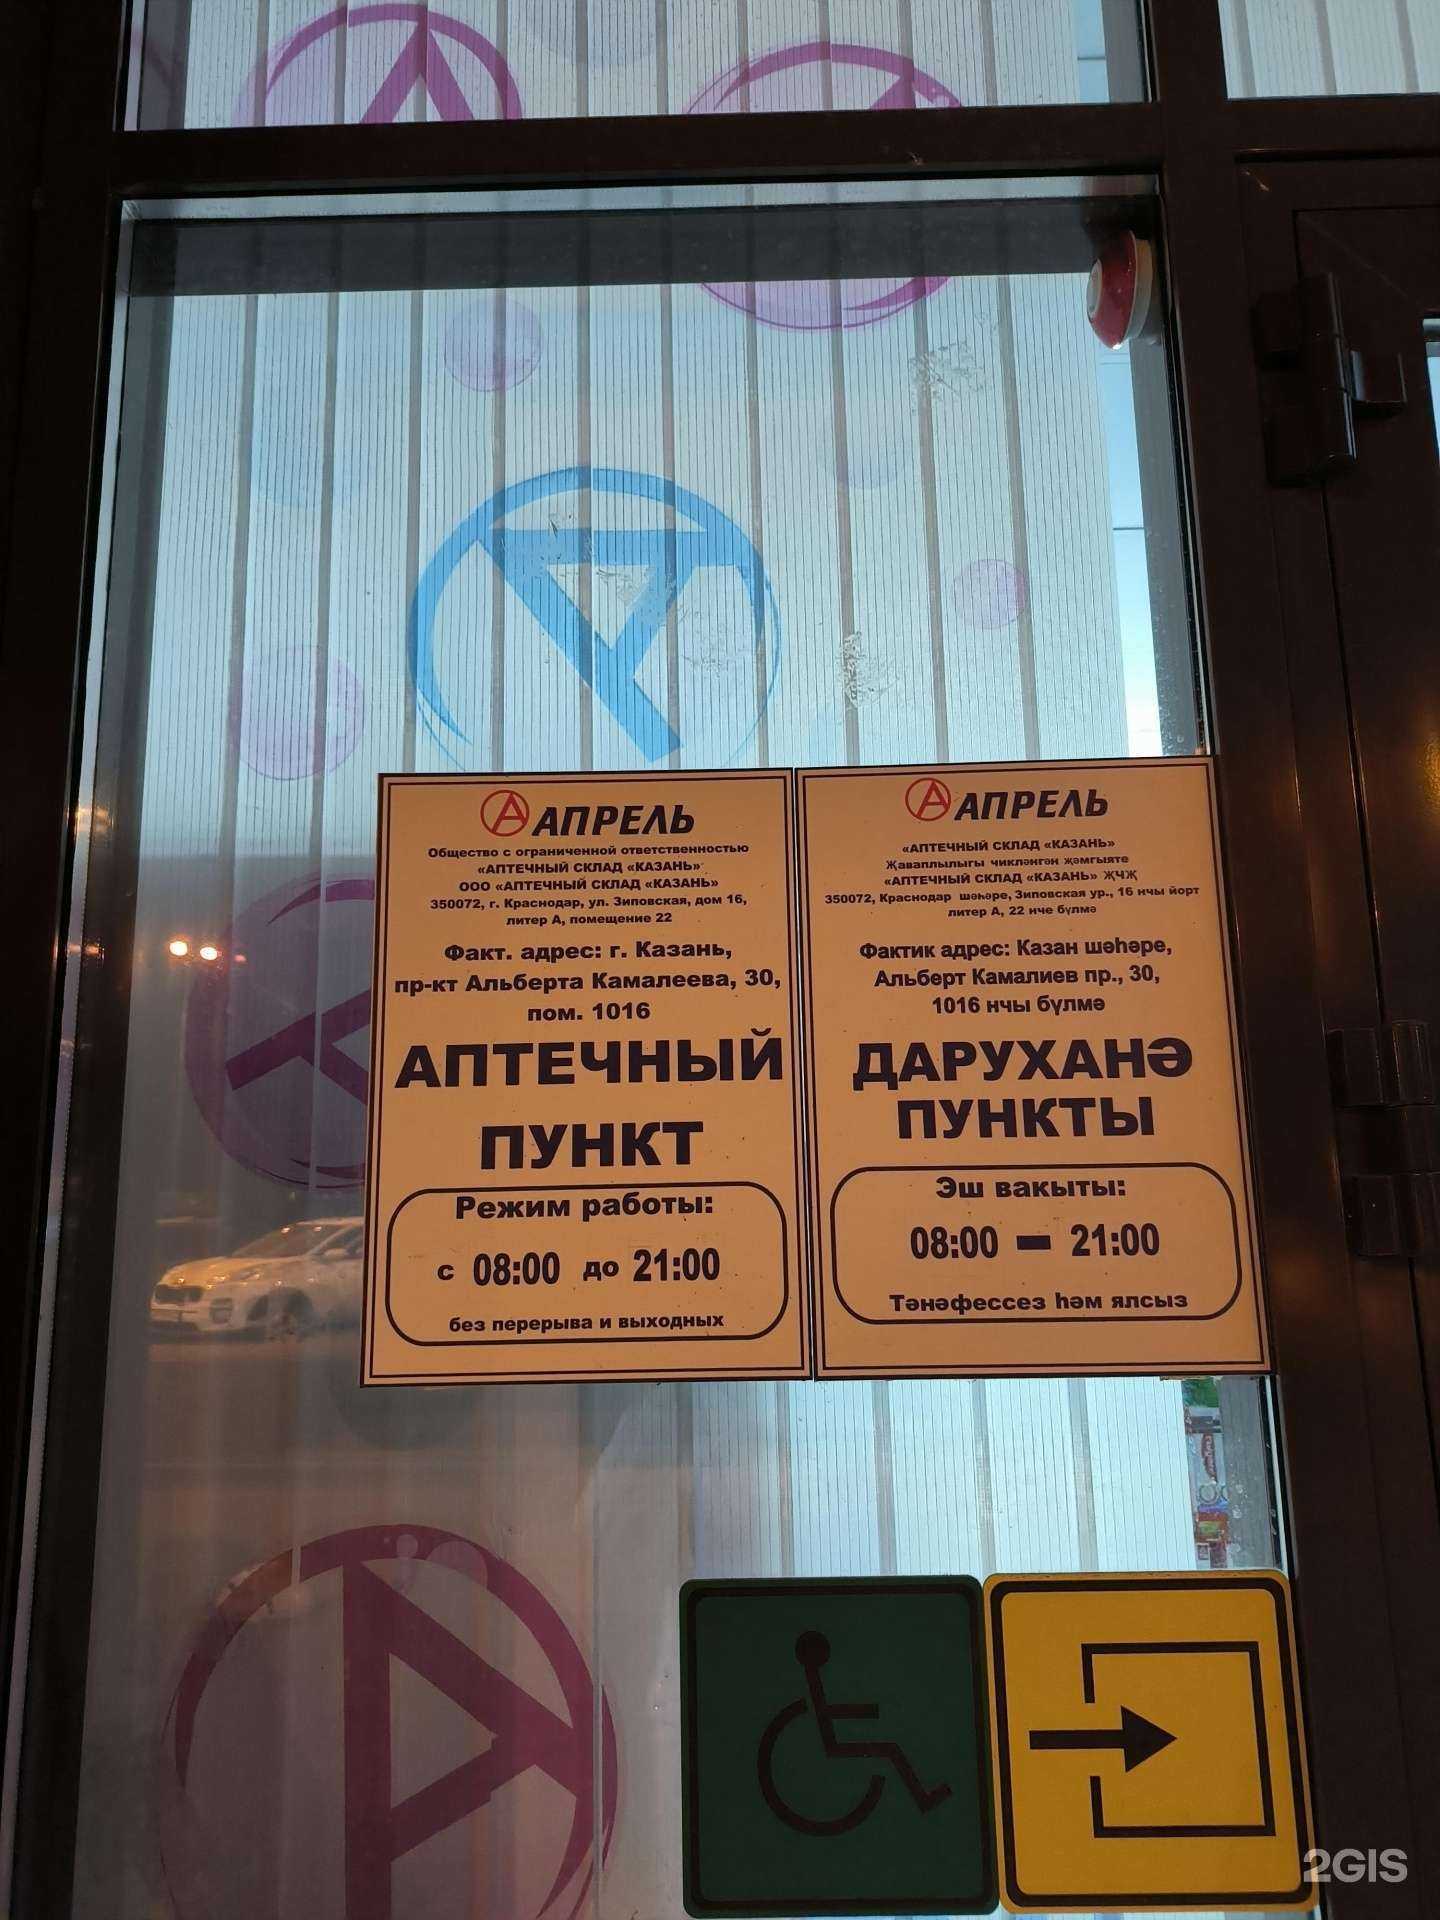 АПРЕЛЬ
Общество с ограниченной ответственностью
«АПТЕЧНЫЙ СКЛАД «КАЗАНЬ»
ООО «АПТЕЧНЫЙ СКЛАД «КАЗАНЬ»
350072, г. Краснодар, ул. Зиповская, дом 16,
литер А, помещение 22
Факт. адрес: г. Казань,
пр-кт Альберта Камалеева, 30,
пом. 1016
АПТЕЧНЫЙ
ПУНКТ
Режим работы:
с 08:00 до 21:00
без перерыва и выходных
АПРЕЛЬ
«АПТЕЧНЫЙ СКЛАД «КАЗАНЬ»
Җаваплылыгы чикләнгән җәмгыяте
«АПТЕЧНЫЙ СКЛАД «КАЗАНЬ» ҖЧҖ
350072, Краснодар шәһәре, Зиповская ур., 16 нчы йорт
литер А, 22 нче бүлмә
Фактик адрес: Казан шәһәре,
Альберт Камалиев пр., 30,
1016 нчы бүлмә
ДАРУХАНӘ
ПУНКТЫ
Эш вакыты:
08:00 – 21:00
Тәнәфессез һәм ялсыз
2GIS